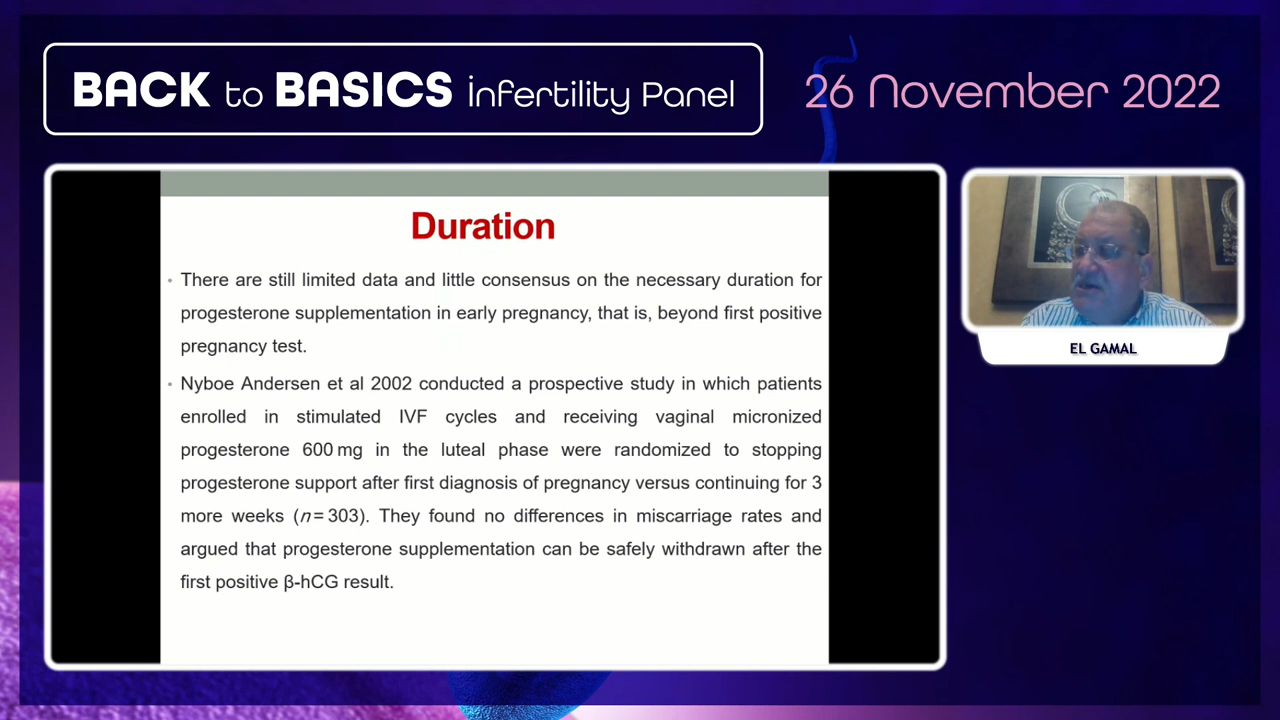 BACK to BASICS infertility Panel
26 November 2022
Duration
• There are still limited data and little consensus on the necessary duration for
progesterone supplementation in early pregnancy, that is, beyond first positive
pregnancy test.
• Nyboe Andersen et al 2002 conducted a prospective study in which patients
enrolled in stimulated IVF cycles and receiving vaginal micronized
progesterone 600 mg in the luteal phase were randomized to stopping
progesterone support after first diagnosis of pregnancy versus continuing for 3
more weeks (n = 303). They found no differences in miscarriage rates and
argued that progesterone supplementation can be safely withdrawn after the
first positive β-hCG result.
EL GAMAL